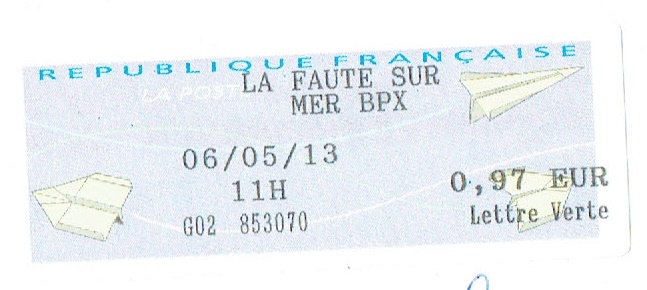 REPUBLIQUE FRANÇAISE
LA POSTE
LA FAUTE SUR
MER BPX
06/05/13
11H
0,97 EUR
G02 853070
Lettre Verte